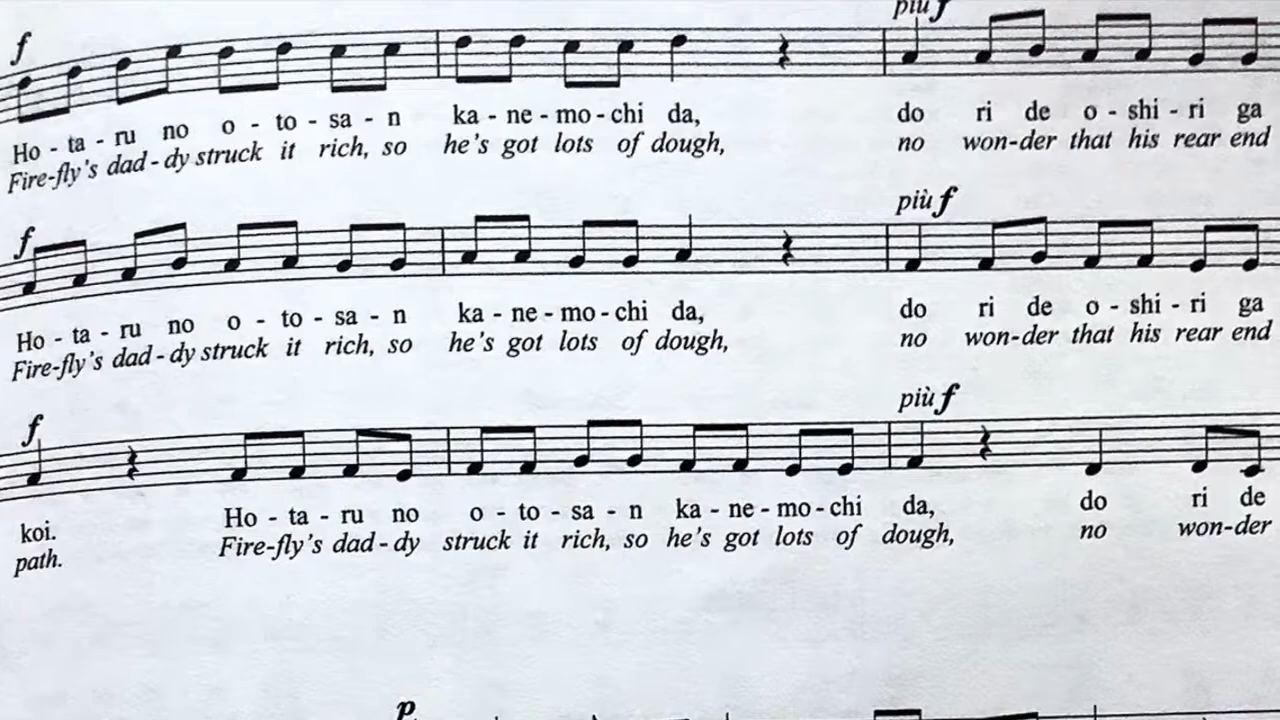 più f
f
Ho - ta - ru no o - to - sa - n ka - ne - mo - chi da, do ri de o - shi - ri ga
Fire-fly's dad - dy struck it rich, so he's got lots of dough, no won-der that his rear end
più f
f
Ho - ta - ru no o - to - sa - n ka - ne - mo - chi da, do ri de o - shi - ri ga
Fire-fly's dad - dy struck it rich, so he's got lots of dough, no won-der that his rear end
più f
f
koi. Ho - ta - ru no o - to - sa - n ka - ne - mo - chi da, do ri de
path. Fire-fly's dad - dy struck it rich, so he's got lots of dough, no won-der
p